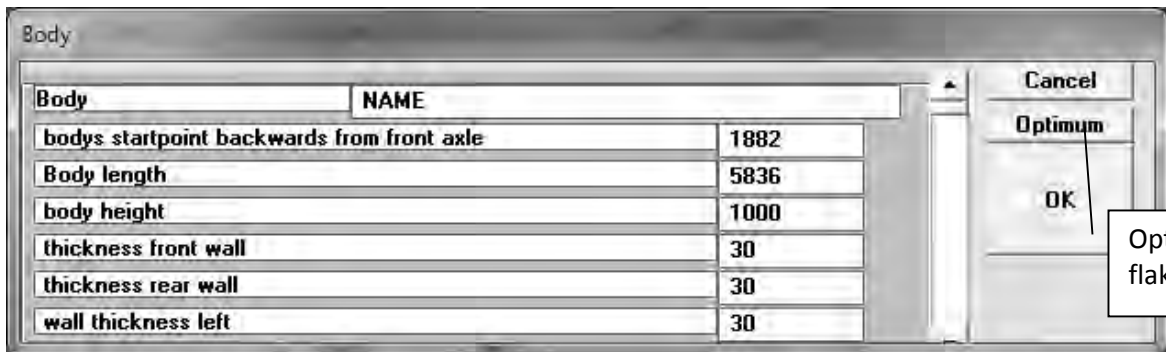 Body
Body NAME
bodys startpoint backwards from front axle 1882
Body length 5836
body height 1000
thickness front wall 30
thickness rear wall 30
wall thickness left 30
Cancel
Optimum
OK